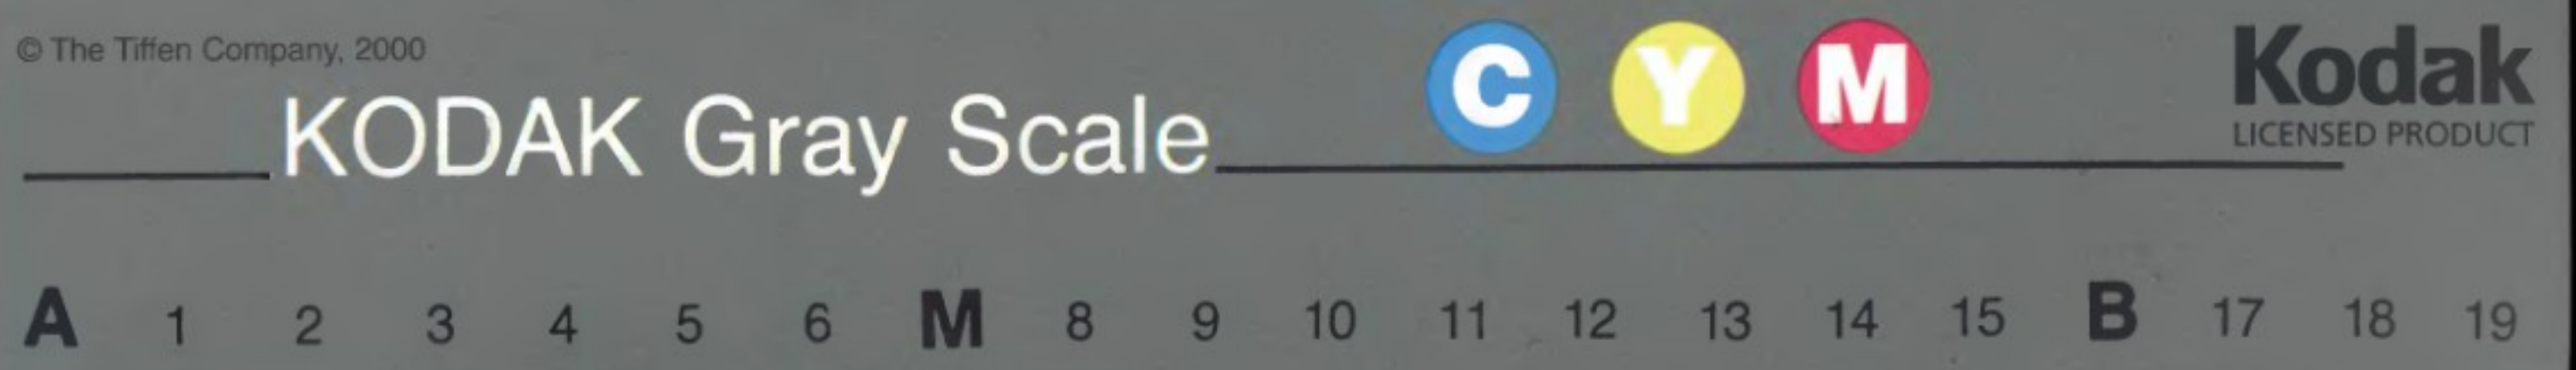 © The Tiffen Company, 2000
KODAK Gray Scale
C Y M
Kodak
LICENSED PRODUCT
A 1 2 3 4 5 6 M 8 9 10 11 12 13 14 15 B 17 18 19